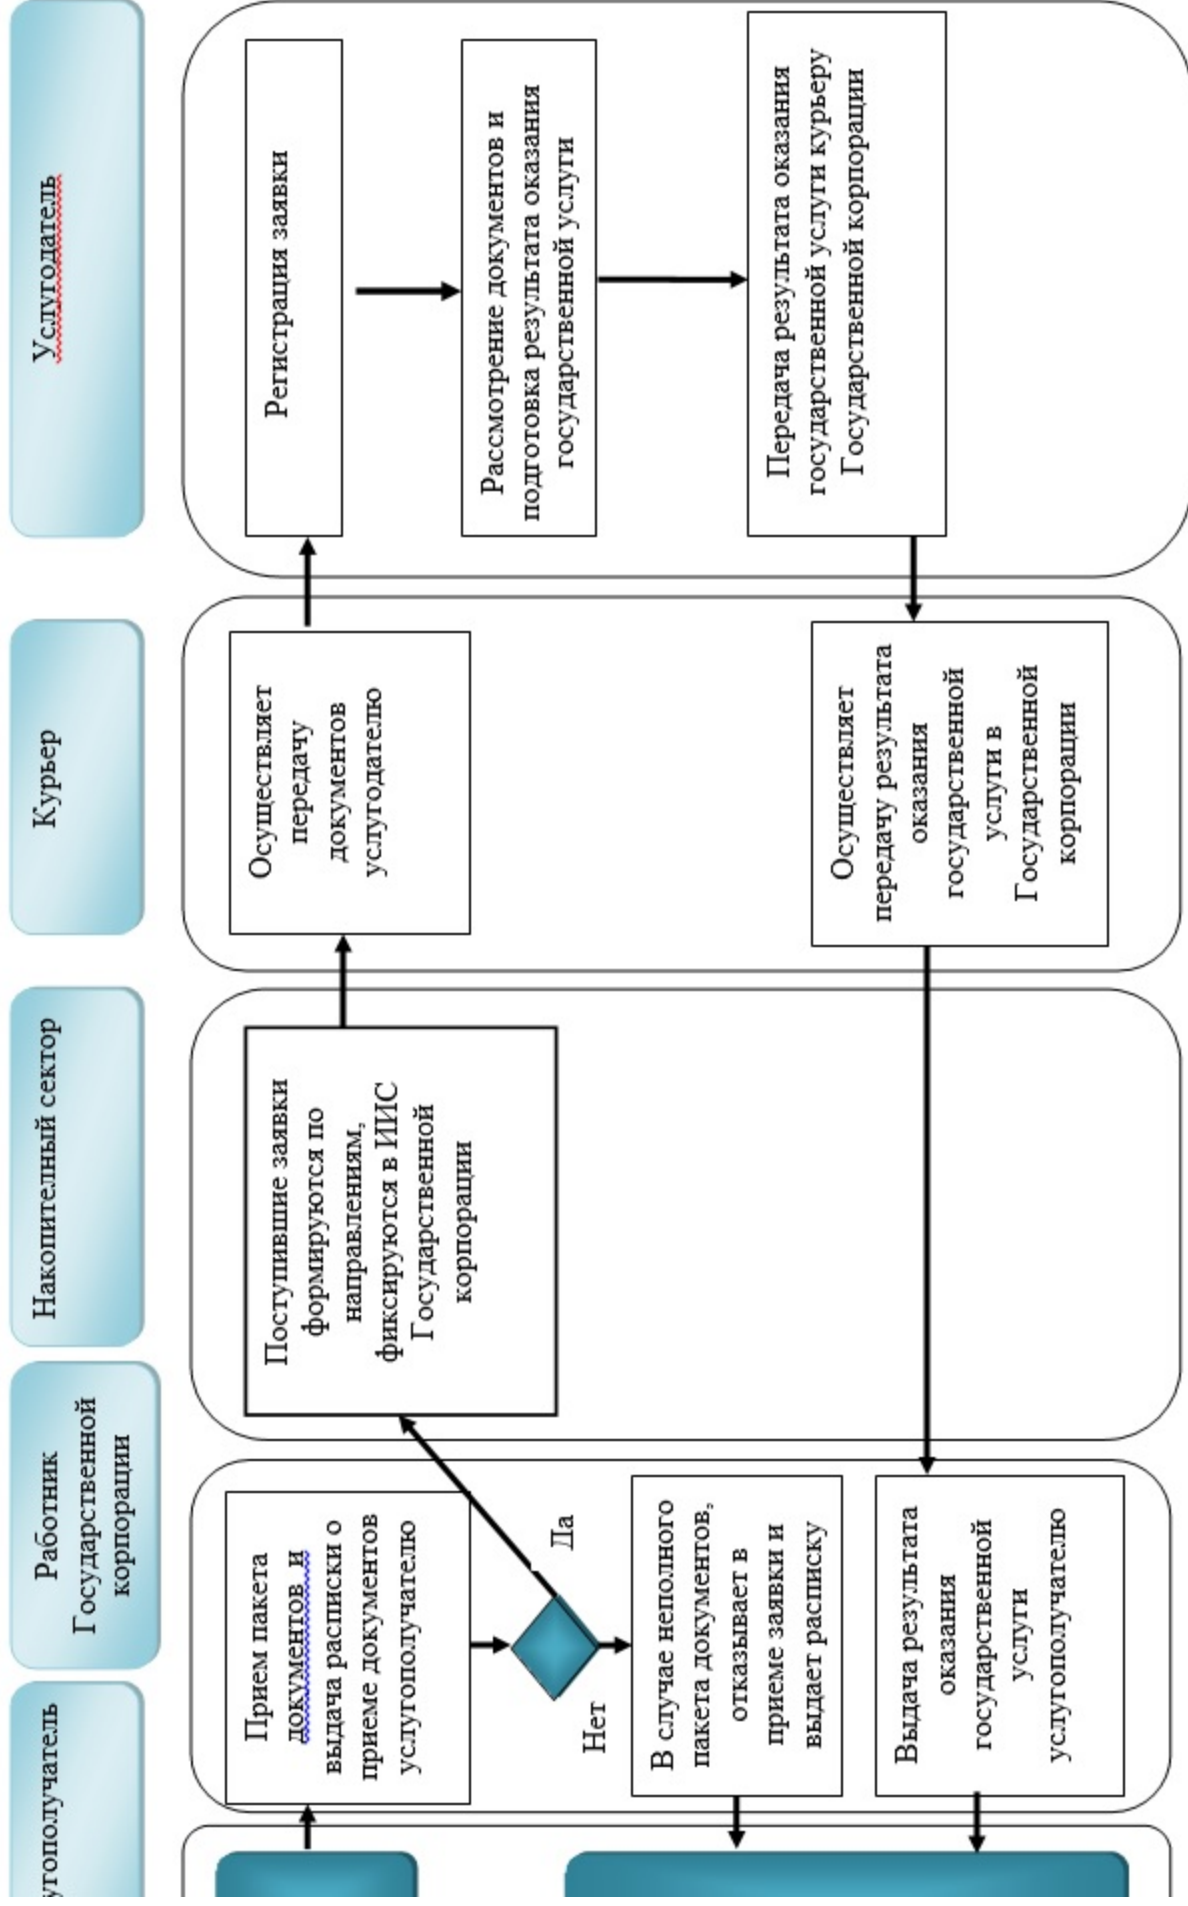 угополучатель
Работник
Государственной
корпорации
Накопителный сектор
Курьер
Услугодатель
Прием пакета
документов и
выдача расписки о
приеме документов
услугополучателю
Поступившие заявки
формируются по
направлениям,
фиксируются в ИИС
Государственной
корпорации
Осуществляет
передачу
документов
услугодателю
Регистрация заявки
Да
Нет
Рассмотрение документов и
подготовка результата оказания
государственной услуги
В случае неполного
пакета документов,
отказывает в
приеме заявки и
выдает расписку
Передача результата оказания
государственной услуги курьеру
Государственной корпорации
Осуществляет
передачу результата
оказания
государственной
услуги в
Государственной
корпорации
Выдача результата
оказания
государственной
услуги
услугополучателю